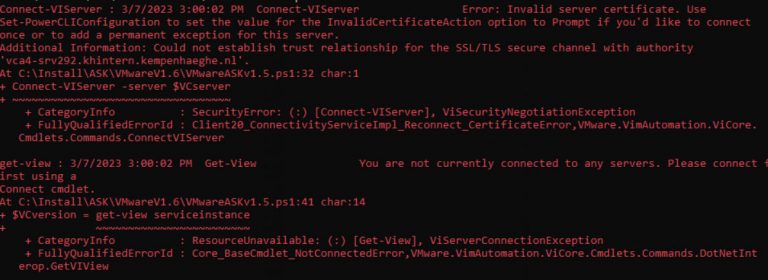 Connect-VIServer : 3/7/2023 3:00:02 PM Connect-VIServer Error: Invalid server certificate. Use
Set-PowerCLIConfiguration to set the value for the InvalidCertificateAction option to Prompt if you'd like to connect
once or to add a permanent exception for this server.
Additional Information: Could not establish trust relationship for the SSL/TLS secure channel with authority
'vca4-srv292.khintern.kempenhaeghe.nl'.
At C:\Install\ASK\VMwareV1.6\VMwareASKv1.5.ps1:32 char:1
+ Connect-VIServer -server $VCserver
+ ~~~~~~~~~~~~~~~~~~~~~~~~~~~~~~~~~~
+ CategoryInfo : SecurityError: (:) [Connect-VIServer], ViSecurityNegotiationException
+ FullyQualifiedErrorId : Client20_ConnectivityServiceImpl_Reconnect_CertificateError,VMware.VimAutomation.ViCore.
Cmdlets.Commands.ConnectVIServer
get-view : 3/7/2023 3:00:02 PM Get-View You are not currently connected to any servers. Please connect f
irst using a
Connect cmdlet.
At C:\Install\ASK\VMwareV1.6\VMwareASKv1.5.ps1:41 char:14
+ $VCversion = get-view serviceinstance
+ ~~~~~~~~~~~~~~~~~~~~~~~~
+ CategoryInfo : ResourceUnavailable: (:) [Get-View], ViServerConnectionException
+ FullyQualifiedErrorId : Core_BaseCmdlet_NotConnectedError,VMware.VimAutomation.ViCore.Cmdlets.Commands.DotNetInt
erop.GetVIView